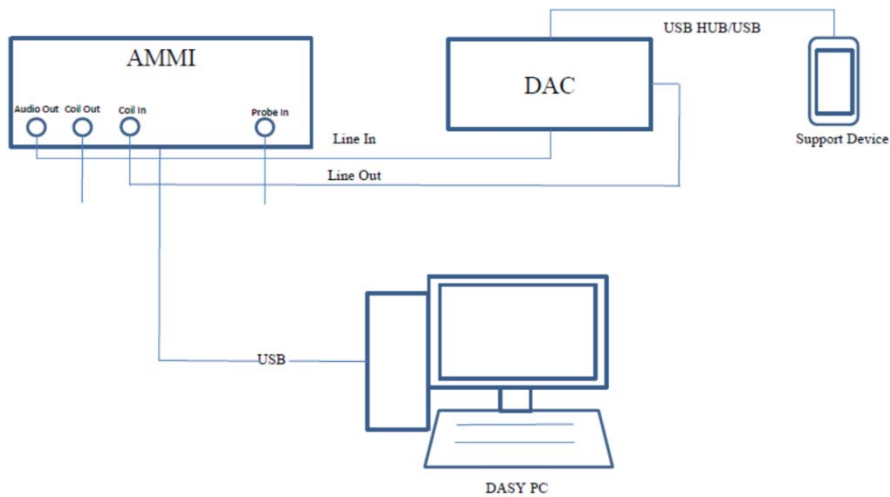 USB HUB/USB
AMMI
DAC
Audio Out Coil Out Coil In Probe In
Line In
Support Device
Line Out
USB
DASY PC